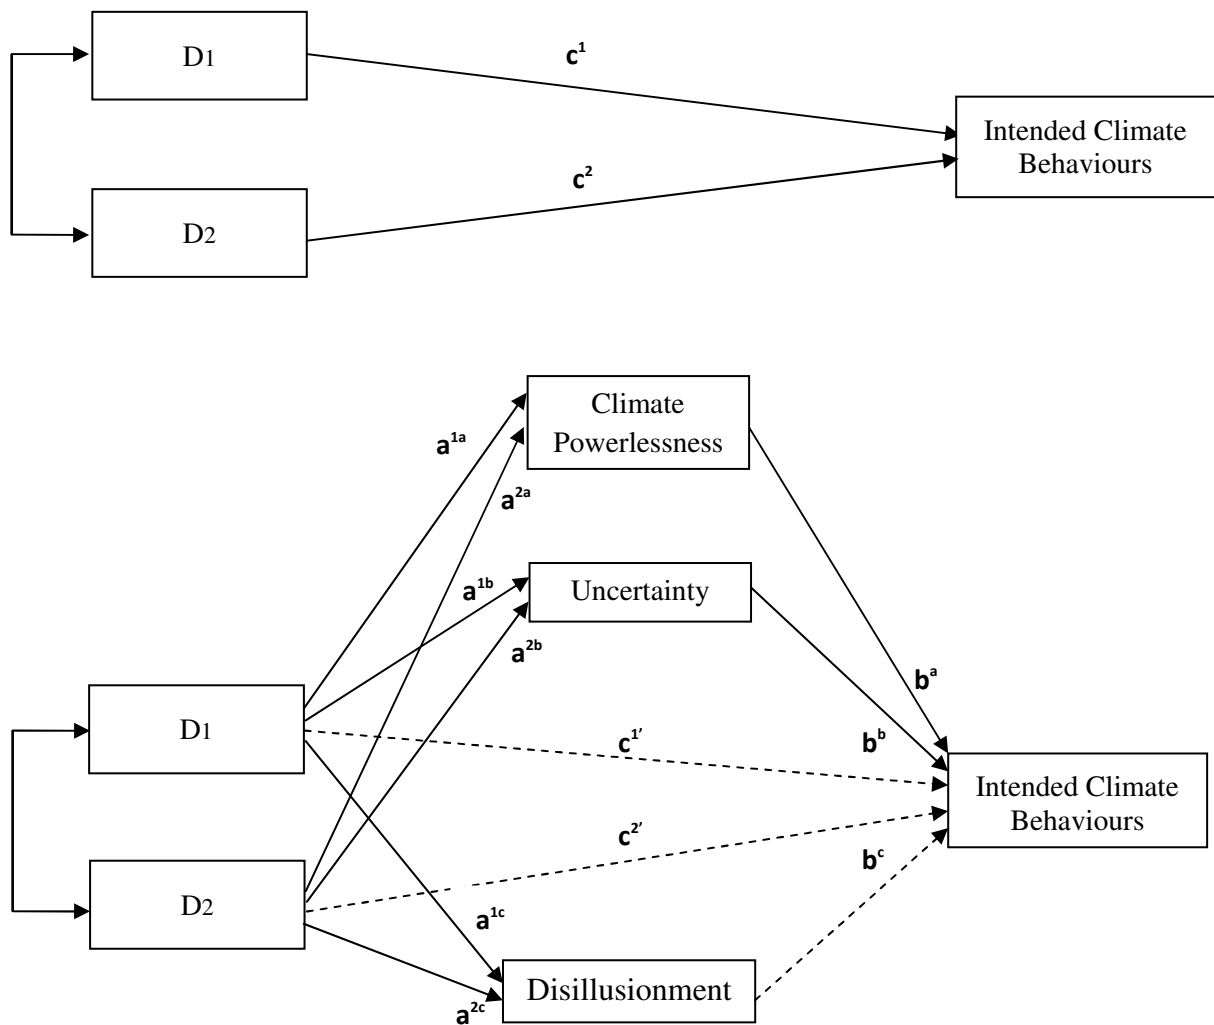 D1
c1
Intended Climate
Behaviours
c2
D2
Climate
Powerlessness
a1a
a2a
a1b
Uncertainty
a2b
ba
D1
c1’
bb
Intended Climate
Behaviours
c2’
bc
D2
a1c
Disillusionment
a2c